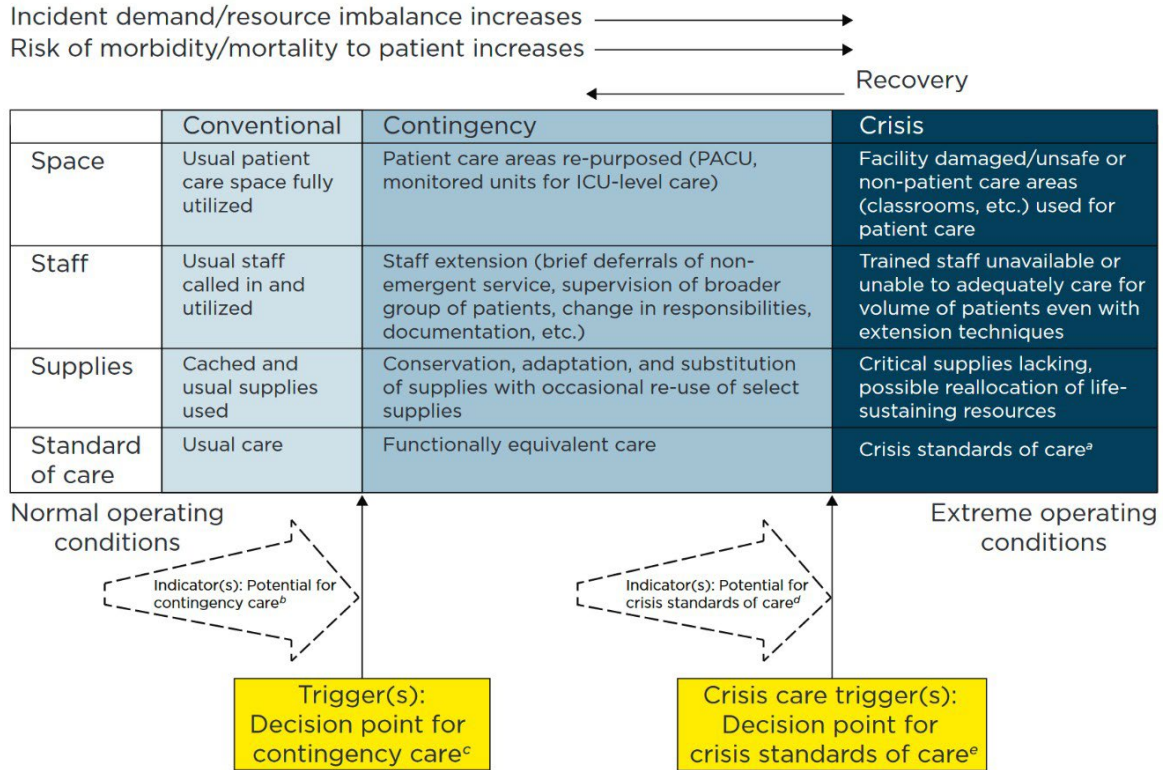 Incident demand/resource imbalance increases
Risk of morbidity/mortality to patient increases
Recovery
Conventional
Contingency
Crisis
Space
Usual patient
care space fully
utilized
Patient care areas re-purposed (PACU,
monitored units for ICU-level care)
Facility damaged/unsafe or
non-patient care areas
(classrooms, etc.) used for
patient care
Staff
Usual staff
called in and
utilized
Staff extension (brief deferrals of non-
emergent service, supervision of broader
group of patients, change in responsibilities,
documentation, etc.)
Trained staff unavailable or
unable to adequately care for
volume of patients even with
extension techniques
Supplies
Cached and
usual supplies
used
Conservation, adaptation, and substitution
of supplies with occasional re-use of select
supplies
Critical supplies lacking,
possible reallocation of life-
sustaining resources
Standard
of care
Usual care
Functionally equivalent care
Crisis standards of careᵃ
Normal operating
conditions
Extreme operating
conditions
Indicator(s): Potential for
contingency careᵇ
Indicator(s): Potential for
crisis standards of careᵈ
Trigger(s):
Decision point for
contingency careᶜ
Crisis care trigger(s):
Decision point for
crisis standards of careᵉ